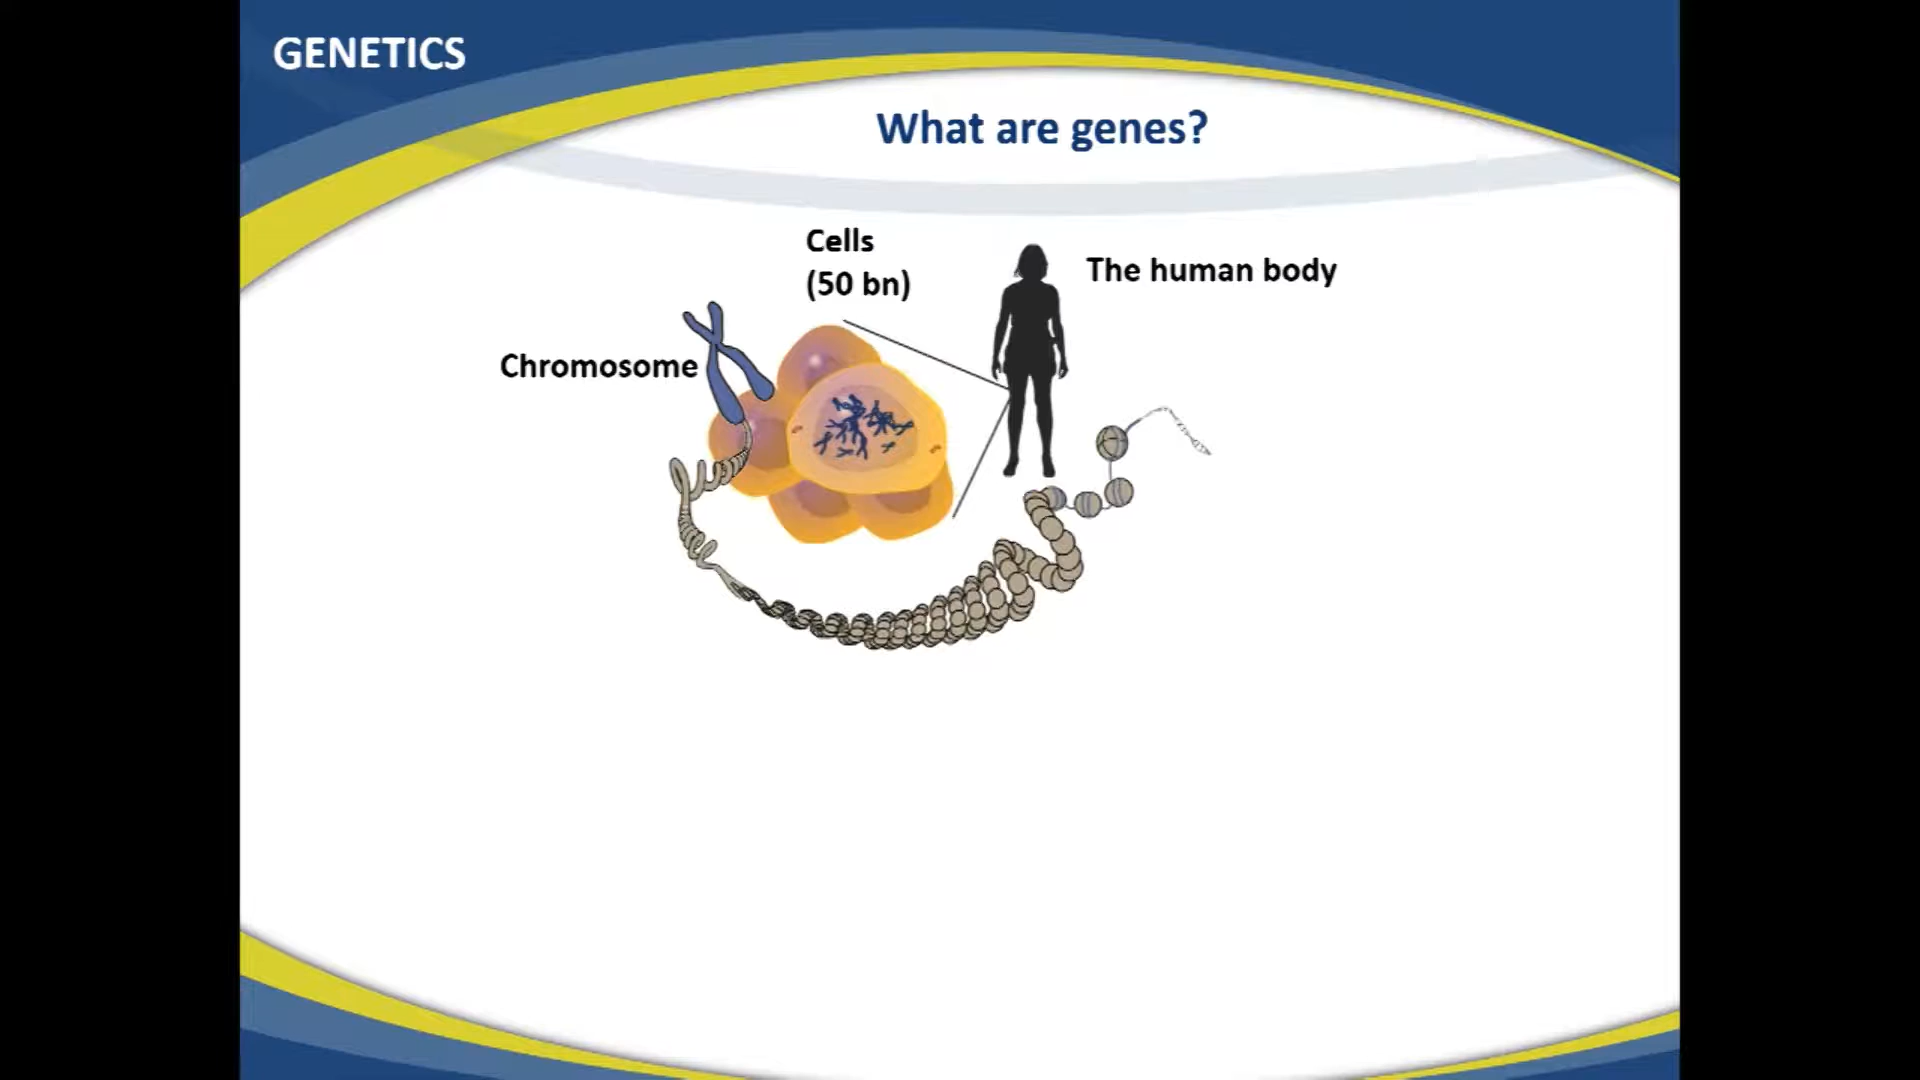 GENETICS
What are genes?
Cells
(50 bn)
The human body
Chromosome